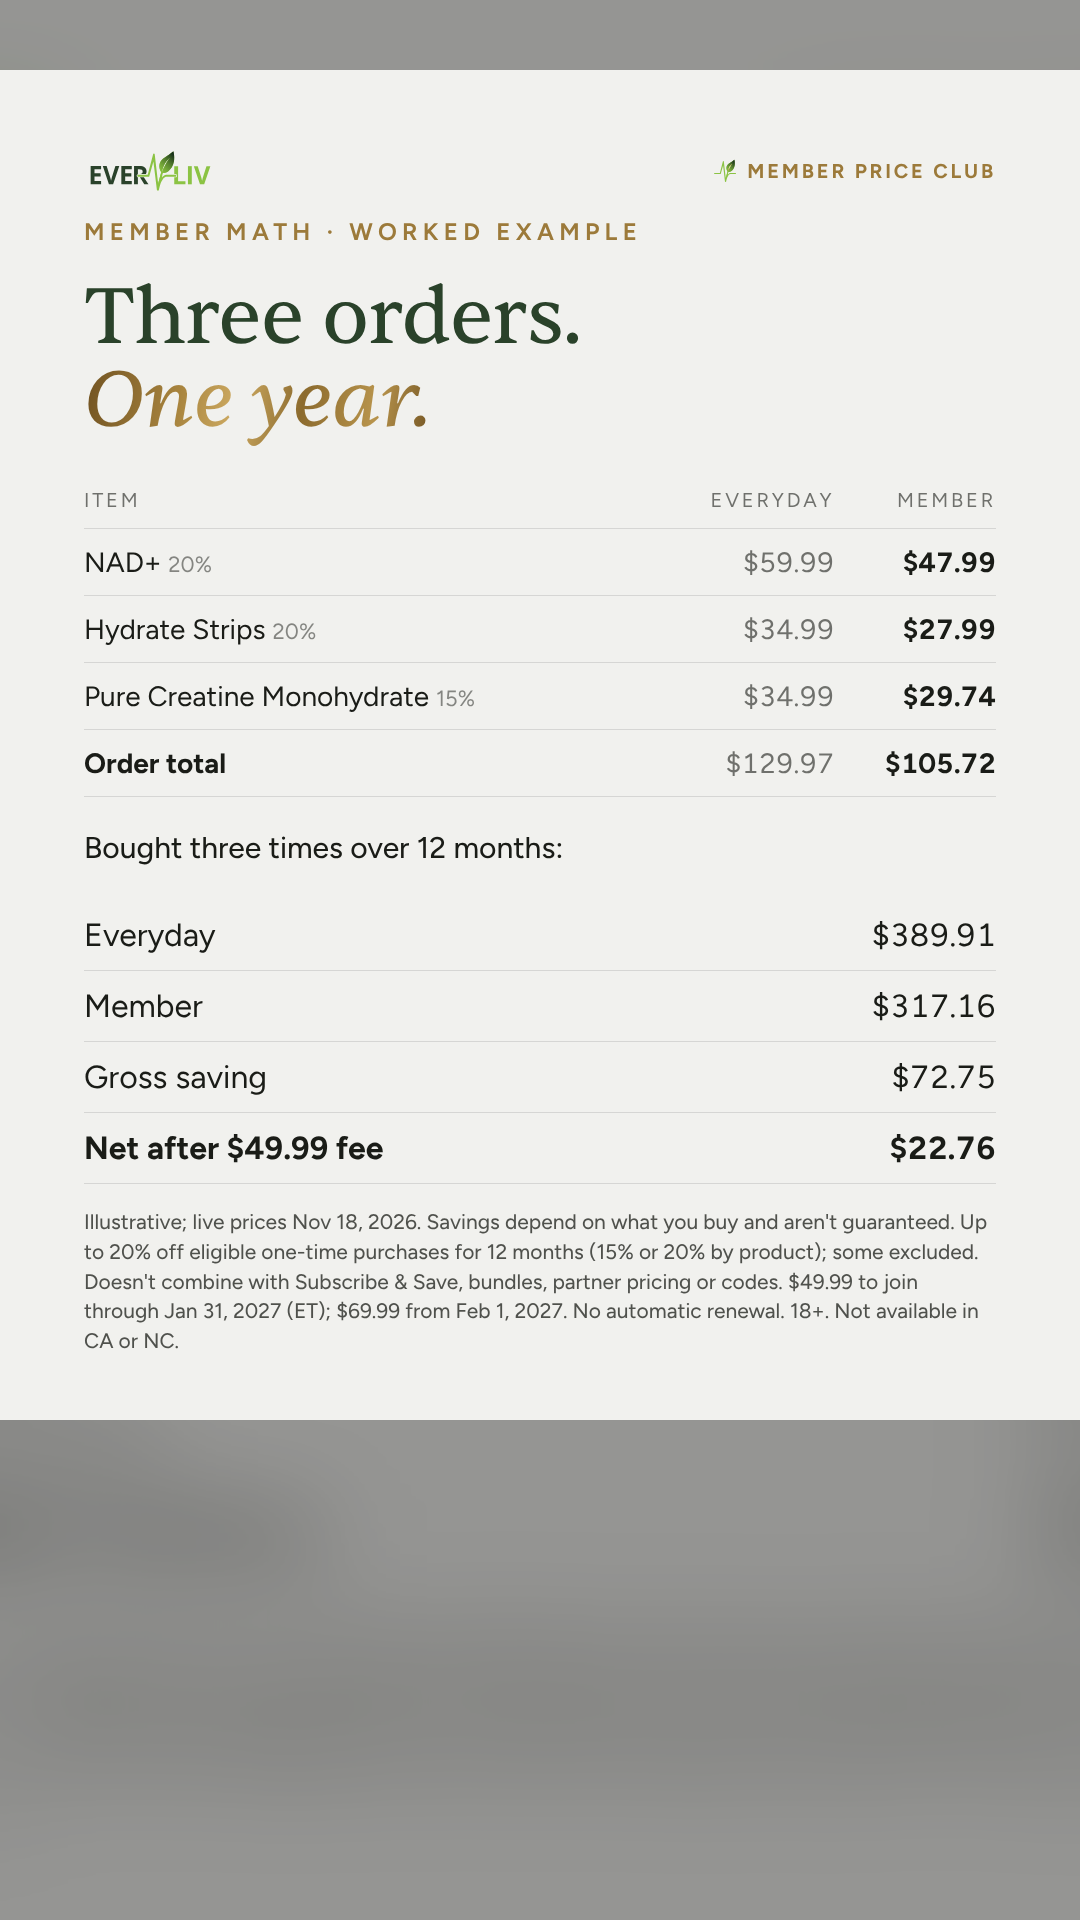 EVERLIV
MEMBER PRICE CLUB
MEMBER MATH · WORKED EXAMPLE
Three orders.
One year.
ITEM EVERYDAY MEMBER
NAD+ 20% $59.99 $47.99
Hydrate Strips 20% $34.99 $27.99
Pure Creatine Monohydrate 15% $34.99 $29.74
Order total $129.97 $105.72
Bought three times over 12 months:
Everyday $389.91
Member $317.16
Gross saving $72.75
Net after $49.99 fee $22.76
Illustrative; live prices Nov 18, 2026. Savings depend on what you buy and aren't guaranteed. Up
to 20% off eligible one-time purchases for 12 months (15% or 20% by product); some excluded.
Doesn't combine with Subscribe & Save, bundles, partner pricing or codes. $49.99 to join
through Jan 31, 2027 (ET); $69.99 from Feb 1, 2027. No automatic renewal. 18+. Not available in
CA or NC.